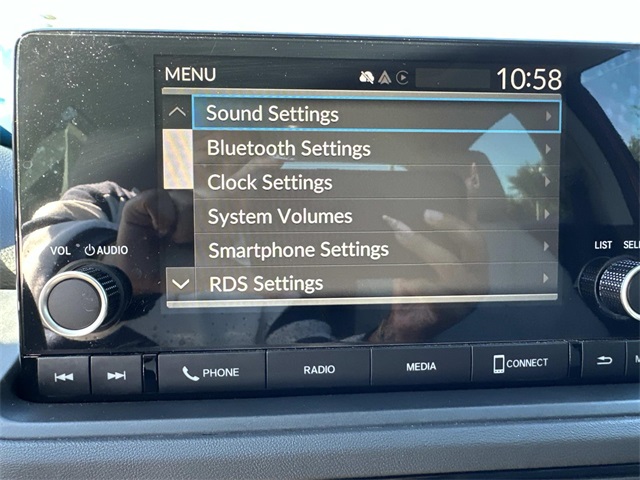 MENU 10:58
Sound Settings
Bluetooth Settings
Clock Settings
System Volumes
Smartphone Settings
RDS Settings
VOL AUDIO LIST
PHONE RADIO MEDIA CONNECT